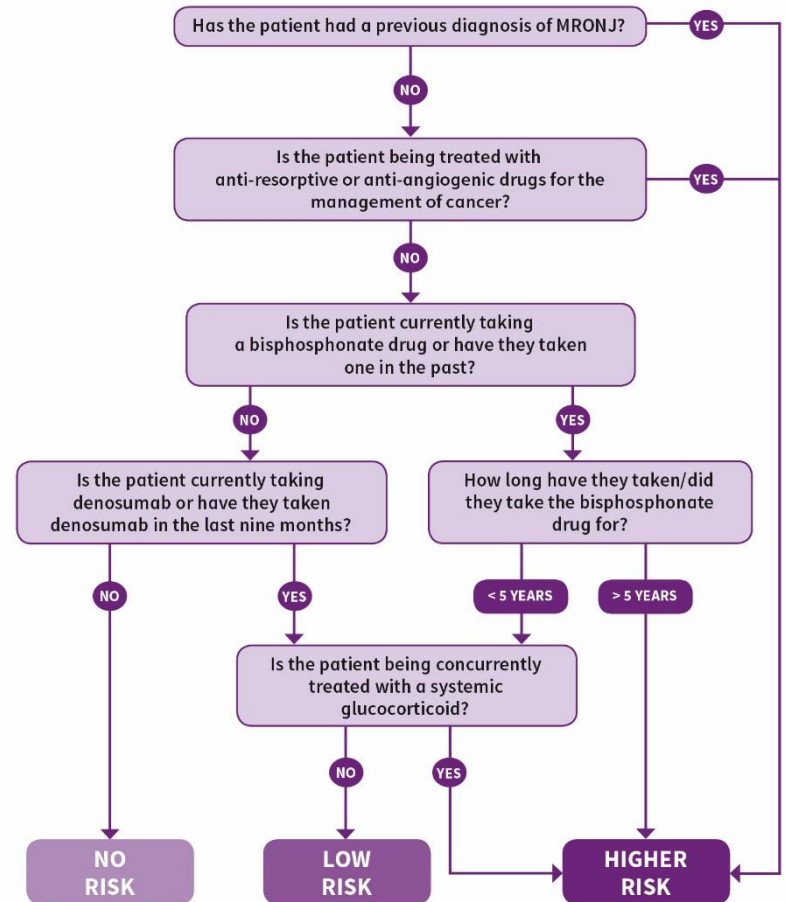 Has the patient had a previous diagnosis of MRONJ?
YES
NO
Is the patient being treated with
anti-resorptive or anti-angiogenic drugs for the
management of cancer?
YES
NO
Is the patient currently taking
a bisphosphonate drug or have they taken
one in the past?
NO
YES
Is the patient currently taking
denosumab or have they taken
denosumab in the last nine months?
How long have they taken/did
they take the bisphosphonate
drug for?
NO
YES
< 5 YEARS
> 5 YEARS
Is the patient being concurrently
treated with a systemic
glucocorticoid?
NO
YES
NO
RISK
LOW
RISK
HIGHER
RISK